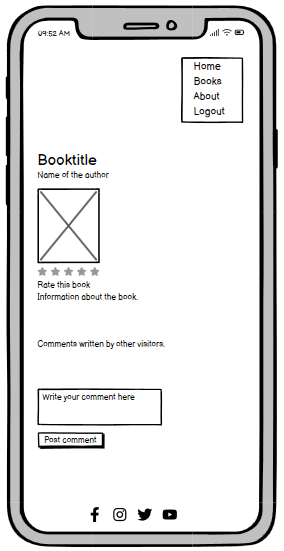 09:52 AM
Home
Books
About
Logout
Booktitle
Name of the author
Rate this book
Information about the book.
Comments written by other visitors.
Write your comment here
Post comment